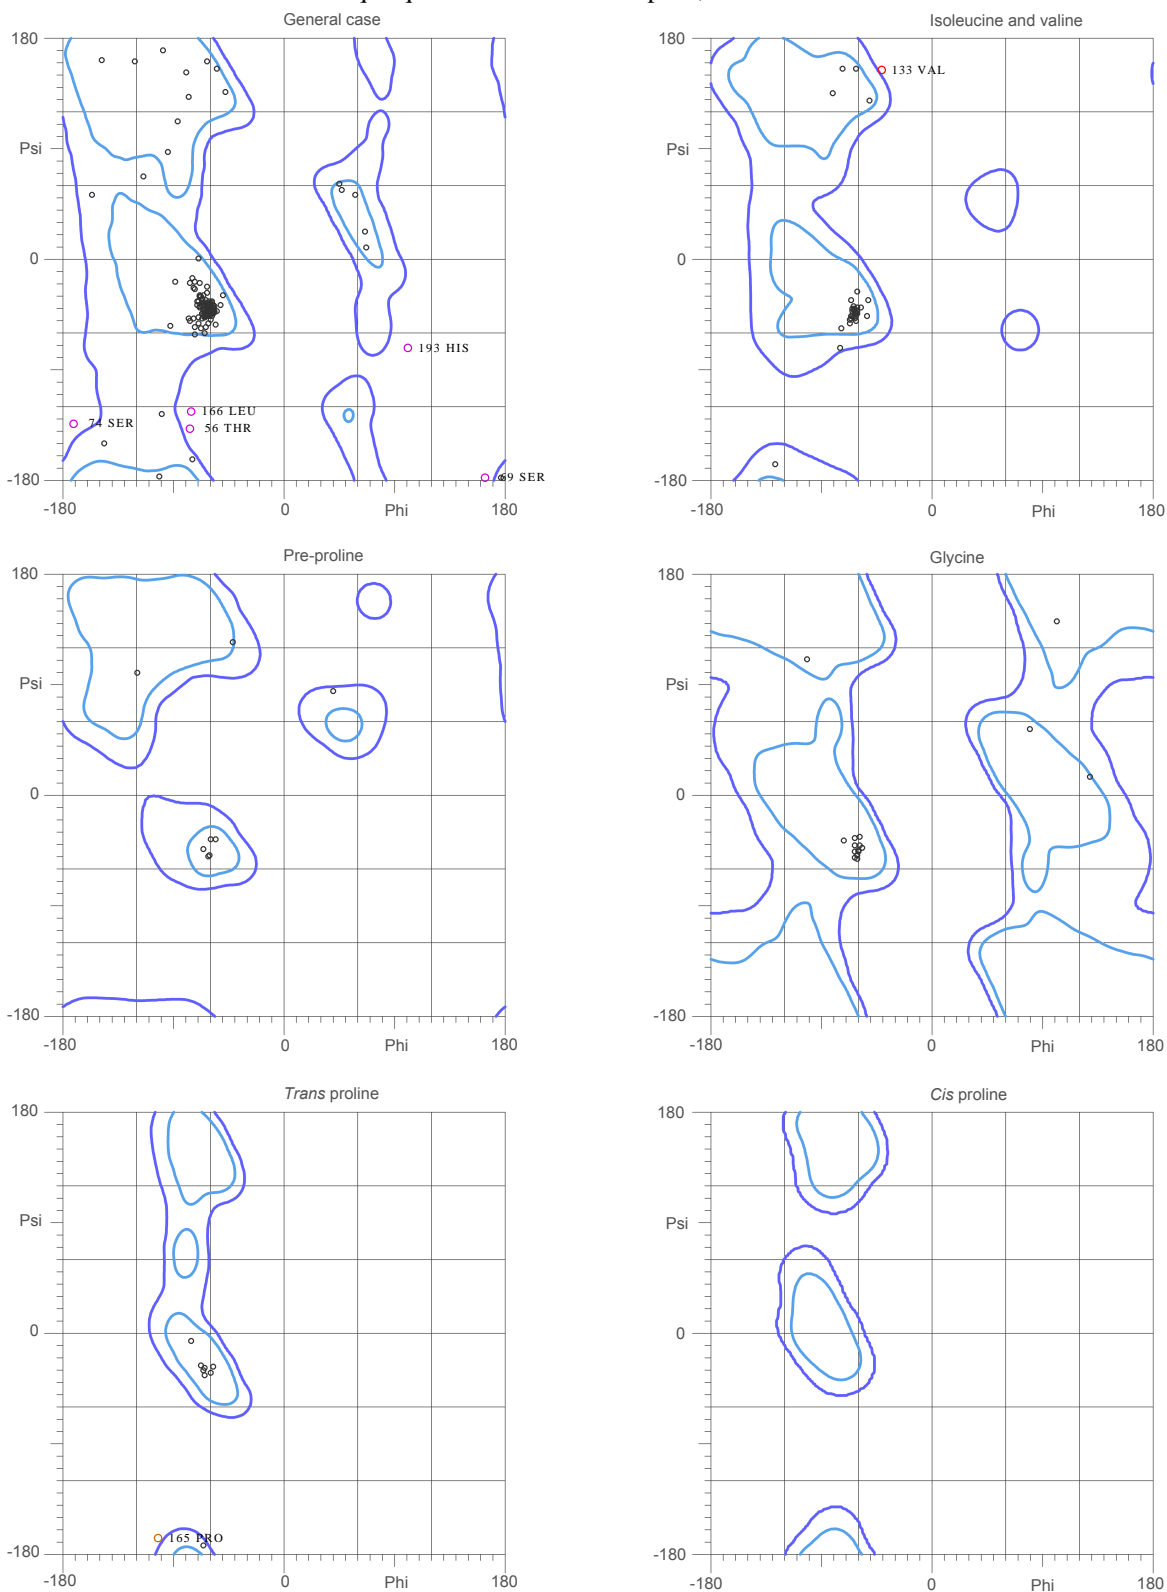 General case
Isoleucine and valine
180
180
133 VAL
Psi
Psi
0
0
193 HIS
166 LEU
74 SER
56 THR
69 SER
-180
-180
-180
0
Phi
180
-180
0
Phi
180
Pre-proline
Glycine
180
180
Psi
Psi
0
0
-180
-180
-180
0
Phi
180
-180
0
Phi
180
Trans proline
Cis proline
180
180
Psi
Psi
0
0
165 PRO
-180
-180
-180
0
Phi
180
-180
0
Phi
180